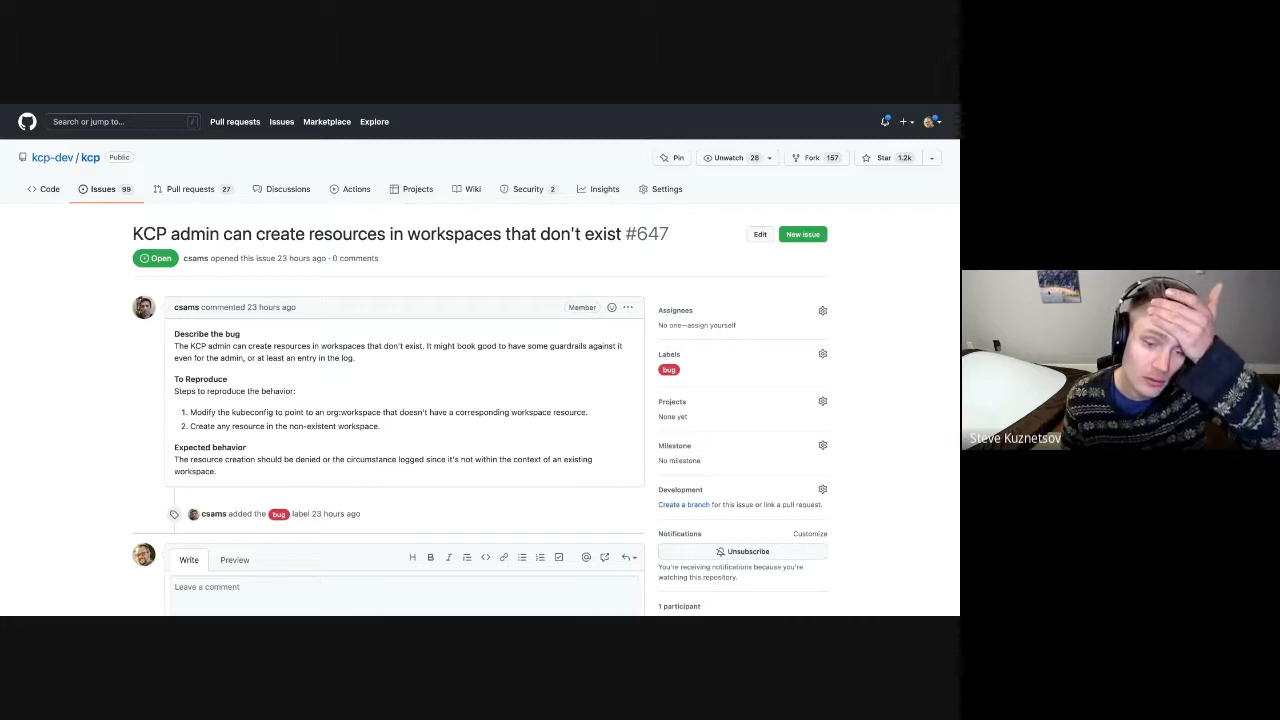 Search or jump to... /
Pull requests Issues Marketplace Explore
kcp-dev / kcp Public
Pin Unwatch 28 Fork 157 Star 1.2k
Code Issues 99 Pull requests 27 Discussions Actions Projects Wiki Security 2 Insights Settings
KCP admin can create resources in workspaces that don't exist #647
Edit New issue
Open csams opened this issue 23 hours ago · 0 comments
csams commented 23 hours ago Member
Describe the bug
The KCP admin can create resources in workspaces that don't exist. It might book good to have some guardrails against it
even for the admin, or at least an entry in the log.
To Reproduce
Steps to reproduce the behavior:
1. Modify the kubeconfig to point to an org:workspace that doesn't have a corresponding workspace resource.
2. Create any resource in the non-existent workspace.
Expected behavior
The resource creation should be denied or the circumstance logged since it's not within the context of an existing
workspace.
csams added the bug label 23 hours ago
Write Preview
Leave a comment
Assignees
No one—assign yourself
Labels
bug
Projects
None yet
Milestone
No milestone
Development
Create a branch for this issue or link a pull request.
Notifications Customize
Unsubscribe
You're receiving notifications because you're
watching this repository.
1 participant
Steve Kuznetsov